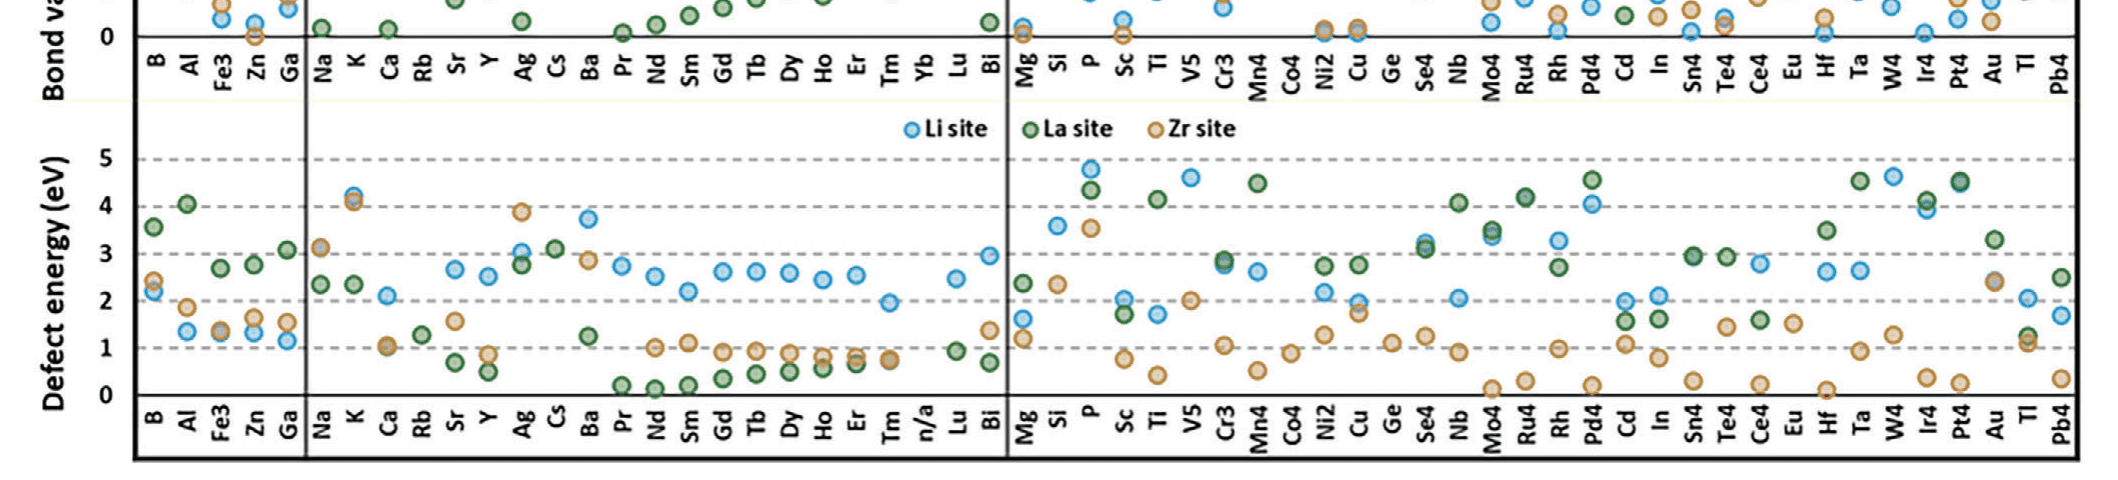 Bond va
0
B Al Fe3 Zn Ga Na K Ca Rb Sr Y Ag Cs Ba Pr Nd Sm Gd Tb Dy Ho Er Tm Yb Lu Bi Mg Si P Sc Ti V5 Cr3 Mn4 Co4 Ni2 Cu Ge Se4 Nb Mo4 Ru4 Rh Pd4 Cd In Sn4 Te4 Ce4 Eu Hf Ta W4 Ir4 Pt4 Au Tl Pb4
Li site La site Zr site
Defect energy (eV)
5
4
3
2
1
0
B Al Fe3 Zn Ga Na K Ca Rb Sr Y Ag Cs Ba Pr Nd Sm Gd Tb Dy Ho Er Tm n/a Lu Bi Mg Si P Sc Ti V5 Cr3 Mn4 Co4 Ni2 Cu Ge Se4 Nb Mo4 Ru4 Rh Pd4 Cd In Sn4 Te4 Ce4 Eu Hf Ta W4 Ir4 Pt4 Au Tl Pb4